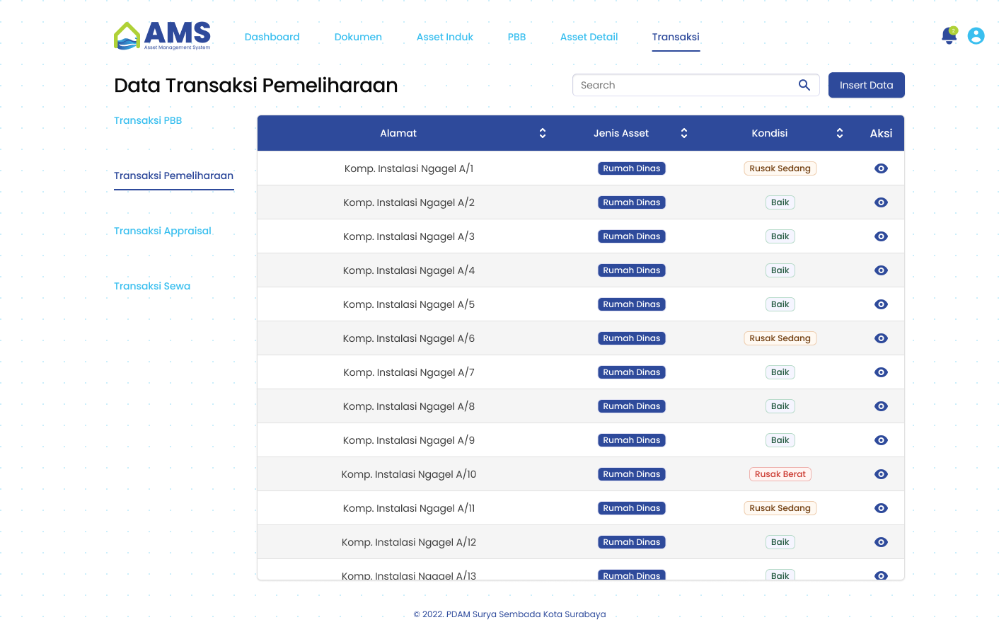 AMS
Asset Management System
Dashboard Dokumen Asset Induk PBB Asset Detail Transaksi
2
Data Transaksi Pemeliharaan
Search
Insert Data
Transaksi PBB
Transaksi Pemeliharaan
Transaksi Appraisal
Transaksi Sewa
Alamat Jenis Asset Kondisi Aksi
Komp. Instalasi Ngagel A/1 Rumah Dinas Rusak Sedang
Komp. Instalasi Ngagel A/2 Rumah Dinas Baik
Komp. Instalasi Ngagel A/3 Rumah Dinas Baik
Komp. Instalasi Ngagel A/4 Rumah Dinas Baik
Komp. Instalasi Ngagel A/5 Rumah Dinas Baik
Komp. Instalasi Ngagel A/6 Rumah Dinas Rusak Sedang
Komp. Instalasi Ngagel A/7 Rumah Dinas Baik
Komp. Instalasi Ngagel A/8 Rumah Dinas Baik
Komp. Instalasi Ngagel A/9 Rumah Dinas Baik
Komp. Instalasi Ngagel A/10 Rumah Dinas Rusak Berat
Komp. Instalasi Ngagel A/11 Rumah Dinas Rusak Sedang
Komp. Instalasi Ngagel A/12 Rumah Dinas Baik
Komp. Instalasi Ngagel A/13 Rumah Dinas Baik
© 2022. PDAM Surya Sembada Kota Surabaya